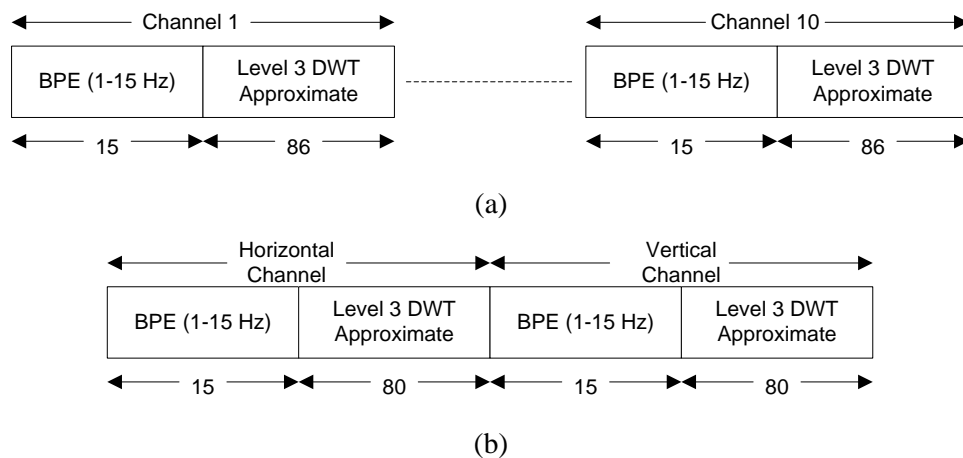 Channel 1
Channel 10
BPE (1-15 Hz)
Level 3 DWT
Approximate
BPE (1-15 Hz)
Level 3 DWT
Approximate
15
86
15
86
(a)
Horizontal
Channel
Vertical
Channel
BPE (1-15 Hz)
Level 3 DWT
Approximate
BPE (1-15 Hz)
Level 3 DWT
Approximate
15
80
15
80
(b)